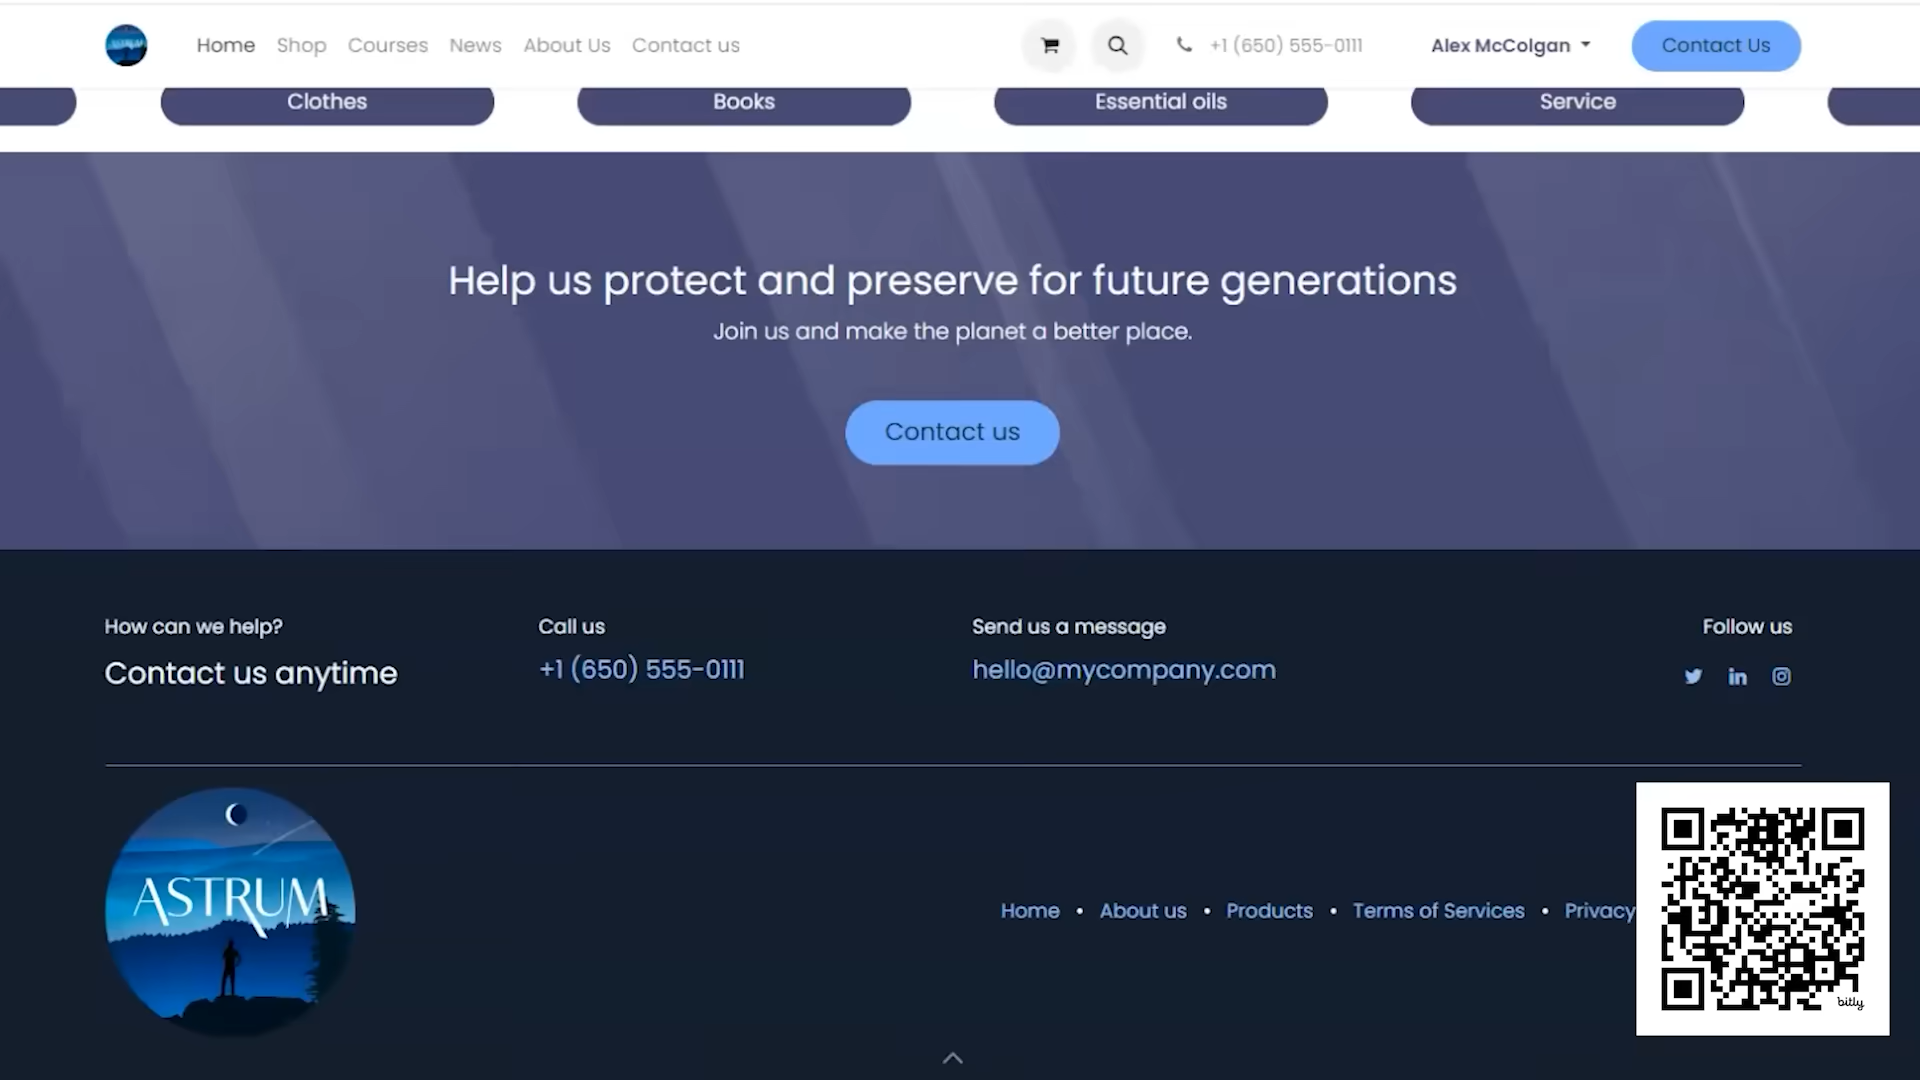 Home Shop Courses News About Us Contact us +1 (650) 555-0111 Alex McColgan Contact Us
Clothes Books Essential oils Service
Help us protect and preserve for future generations
Join us and make the planet a better place.
Contact us
How can we help? Call us Send us a message Follow us
Contact us anytime +1 (650) 555-0111 hello@mycompany.com
ASTRUM
Home • About us • Products • Terms of Services • Privacy
bitly